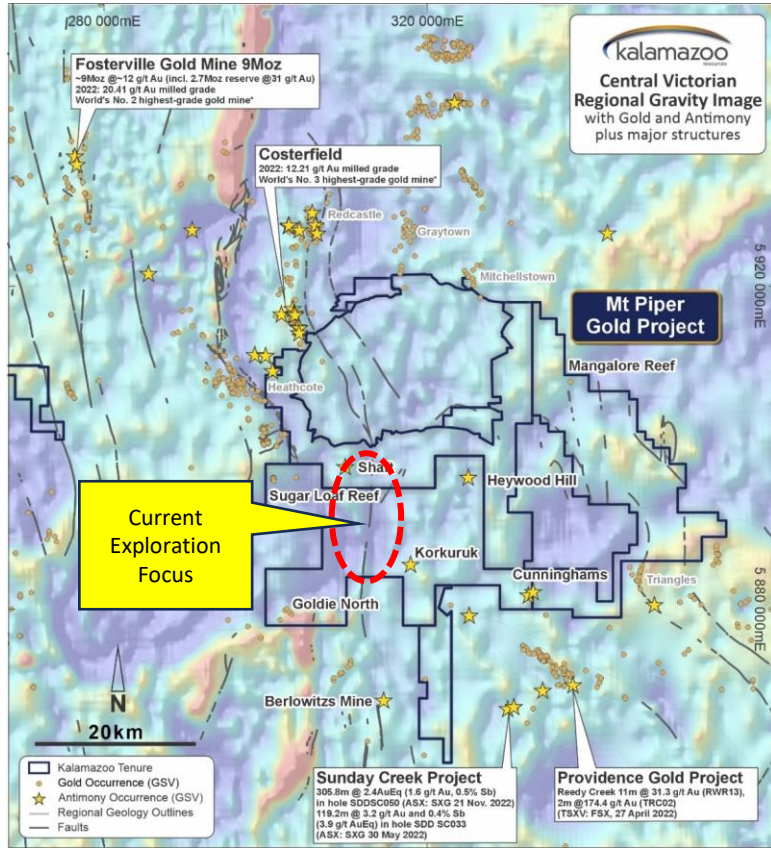 280 000mE
320 000mE
kalamazoo
RESOURCES
Central Victorian
Regional Gravity Image
with Gold and Antimony
plus major structures
Fosterville Gold Mine 9Moz
~9Moz @~12 g/t Au (incl. 2.7Moz reserve @31 g/t Au)
2022: 20.41 g/t Au milled grade
World's No. 2 highest-grade gold mine*
Costerfield
2022: 12.21 g/t Au milled grade
World's No. 3 highest-grade gold mine*
Redcastle
Graytown
Mitchellstown
5 920 000mE
Mt Piper
Gold Project
Mangalore Reef
Heathcote
Sugar Loaf Reef
Heywood Hill
Current
Exploration
Focus
Korkuruk
Cunninghams
Triangles
5 880 000mE
Goldie North
N
20km
Berlowitzs Mine
Kalamazoo Tenure
Gold Occurrence (GSV)
Antimony Occurrence (GSV)
Regional Geology Outlines
Faults
Sunday Creek Project
305.8m @ 2.4AuEq (1.6 g/t Au, 0.5% Sb)
in hole SDDSC050 (ASX: SXG 21 Nov. 2022)
119.2m @ 3.2 g/t Au and 0.4% Sb
(3.9 g/t AuEq) in hole SDD SC033
(ASX: SXG 30 May 2022)
Providence Gold Project
Reedy Creek 11m @ 31.3 g/t Au (RWR13),
2m @174.4 g/t Au (TRC02)
(TSXV: FSX, 27 April 2022)